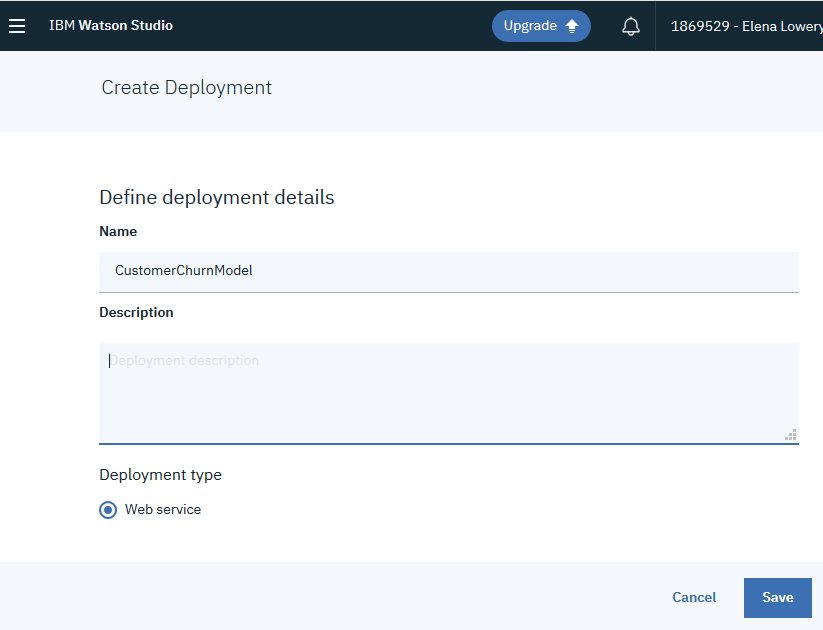 IBM Watson Studio
Upgrade
1869529 - Elena Lowery
Create Deployment
Define deployment details
Name
CustomerChurnModel
Description
Deployment description
Deployment type
Web service
Cancel
Save